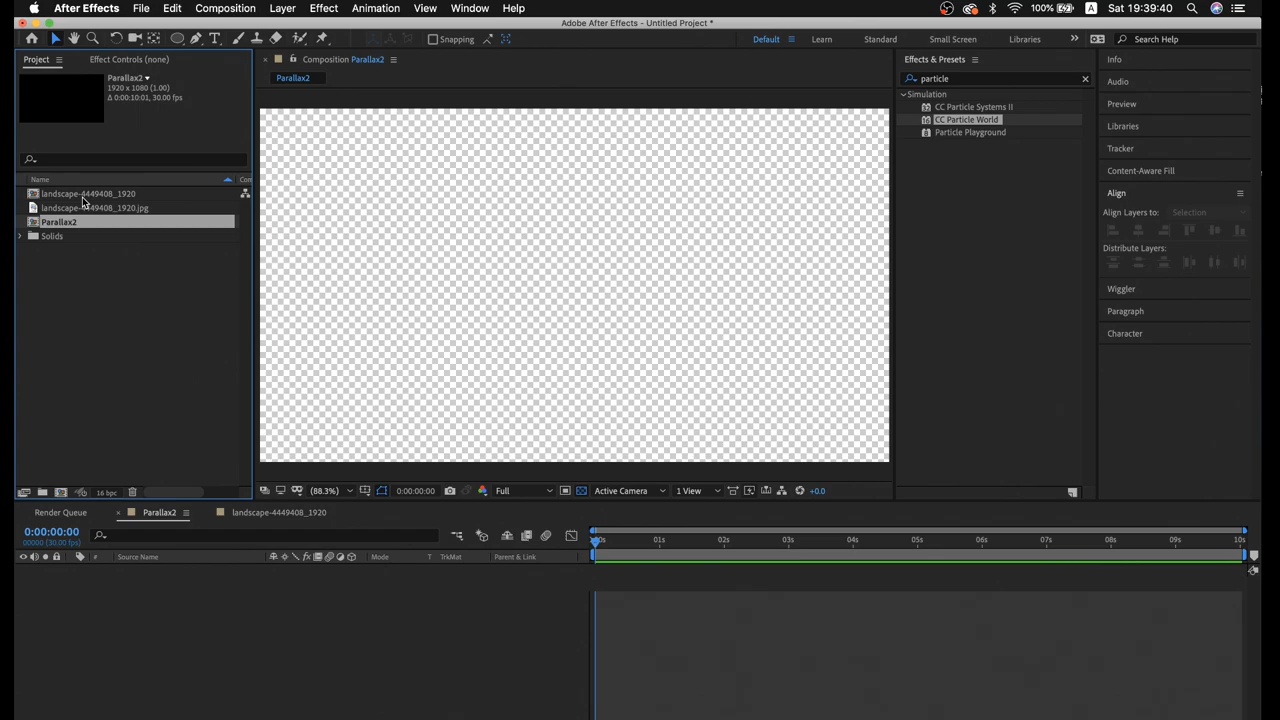 After Effects File Edit Composition Layer Effect Animation View Window Help 100% A Sat 19:39:40
Adobe After Effects - Untitled Project *
Snapping Default Learn Standard Small Screen Libraries Search Help
Project Effect Controls (none)
Composition Parallax2
Effects & Presets
Info
Parallax2
1920 x 1080 (1.00)
Δ 0:00:10:01, 30.00 fps
Parallax2
particle
Simulation
CC Particle Systems II
CC Particle World
Particle Playground
Audio
Preview
Libraries
Tracker
Content-Aware Fill
Align
Align Layers to: Selection
Distribute Layers:
Wiggler
Paragraph
Character
Name Con
landscape-4449408_1920
landscape-4449408_1920.jpg
Parallax2
Solids
16 bpc
(88.3%) 0:00:00:00 Full Active Camera 1 View +0.0
Render Queue Parallax2 landscape-4449408_1920
0:00:00:00
00000 (30.00 fps)
# Source Name Mode T TrkMat Parent & Link
:00s 01s 02s 03s 04s 05s 06s 07s 08s 09s 10s